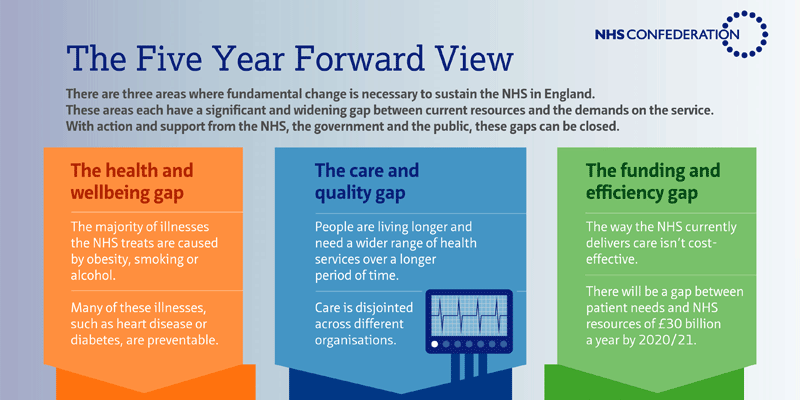 NHS CONFEDERATION
The Five Year Forward View
There are three areas where fundamental change is necessary to sustain the NHS in England.
These areas each have a significant and widening gap between current resources and the demands on the service.
With action and support from the NHS, the government and the public, these gaps can be closed.
The health and
wellbeing gap
The majority of illnesses
the NHS treats are caused
by obesity, smoking or
alcohol.
Many of these illnesses,
such as heart disease or
diabetes, are preventable.
The care and
quality gap
People are living longer and
need a wider range of health
services over a longer
period of time.
Care is disjointed
across different
organisations.
The funding and
efficiency gap
The way the NHS currently
delivers care isn't cost-
effective.
There will be a gap between
patient needs and NHS
resources of £30 billion
a year by 2020/21.